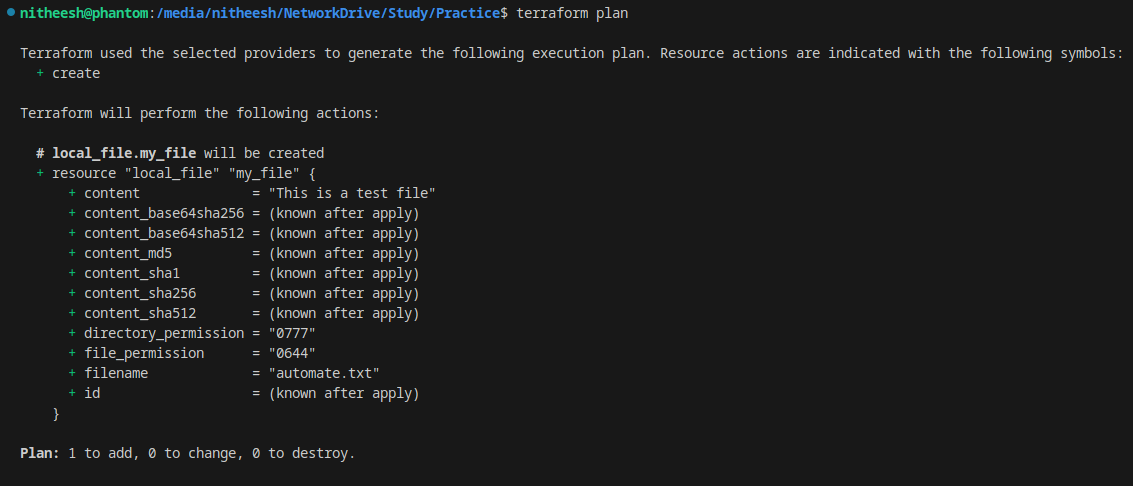 nitheesh@phantom:/media/nitheesh/NetworkDrive/Study/Practice$ terraform plan
Terraform used the selected providers to generate the following execution plan. Resource actions are indicated with the following symbols:
+ create
Terraform will perform the following actions:
# local_file.my_file will be created
+ resource "local_file" "my_file" {
+ content              = "This is a test file"
+ content_base64sha256 = (known after apply)
+ content_base64sha512 = (known after apply)
+ content_md5          = (known after apply)
+ content_sha1         = (known after apply)
+ content_sha256       = (known after apply)
+ content_sha512       = (known after apply)
+ directory_permission = "0777"
+ file_permission      = "0644"
+ filename             = "automate.txt"
+ id                   = (known after apply)
}
Plan: 1 to add, 0 to change, 0 to destroy.